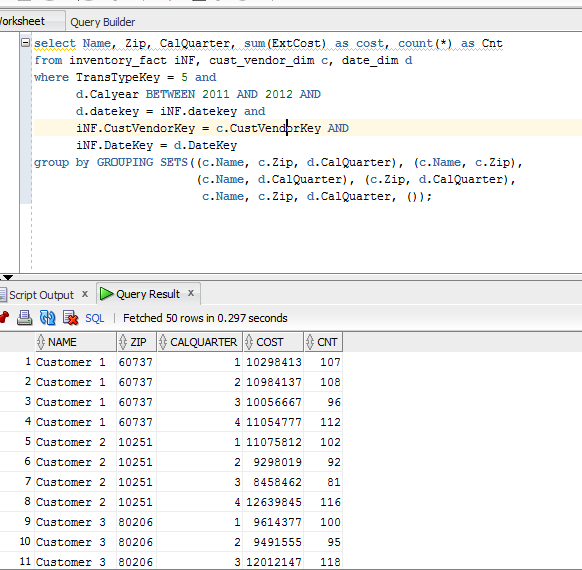 orksheet Query Builder
select Name, Zip, CalQuarter, sum(ExtCost) as cost, count(*) as Cnt
from inventory_fact iNF, cust_vendor_dim c, date_dim d
where TransTypeKey = 5 and
d.Calyear BETWEEN 2011 AND 2012 AND
d.datekey = iNF.datekey and
iNF.CustVendorKey = c.CustVendorKey AND
iNF.DateKey = d.DateKey
group by GROUPING SETS((c.Name, c.Zip, d.CalQuarter), (c.Name, c.Zip),
(c.Name, d.CalQuarter), (c.Zip, d.CalQuarter),
c.Name, c.Zip, d.CalQuarter, ());
Script Output x Query Result x
SQL | Fetched 50 rows in 0.297 seconds
NAME ZIP CALQUARTER COST CNT
1 Customer 1 60737 1 10298413 107
2 Customer 1 60737 2 10984137 108
3 Customer 1 60737 3 10056667 96
4 Customer 1 60737 4 11054777 112
5 Customer 2 10251 1 11075812 102
6 Customer 2 10251 2 9298019 92
7 Customer 2 10251 3 8458462 81
8 Customer 2 10251 4 12639845 116
9 Customer 3 80206 1 9614377 100
10 Customer 3 80206 2 9491555 95
11 Customer 3 80206 3 12012147 118